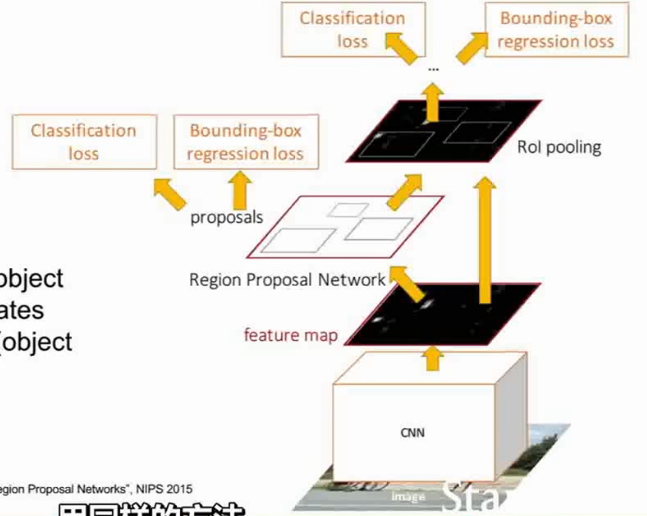 Classification
loss
Bounding-box
regression loss
...
Classification
loss
Bounding-box
regression loss
RoI pooling
proposals
object
Region Proposal Network
ates
object
feature map
CNN
egion Proposal Networks", NIPS 2015
image
Sta